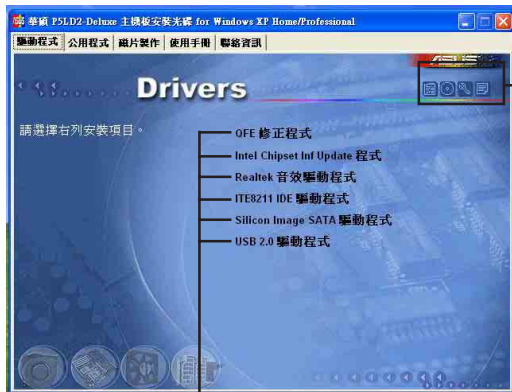 華碩 P5LD2-Deluxe 主機板安裝光碟 for Windows XP Home/Professional
驅動程式 公用程式 磁片製作 使用手冊 聯絡資訊
ASUS
Drivers
請選擇右列安裝項目。
QFE 修正程式
Intel Chipset Inf Update 程式
Realtek 音效驅動程式
ITE8211 IDE 驅動程式
Silicon Image SATA 驅動程式
USB 2.0 驅動程式